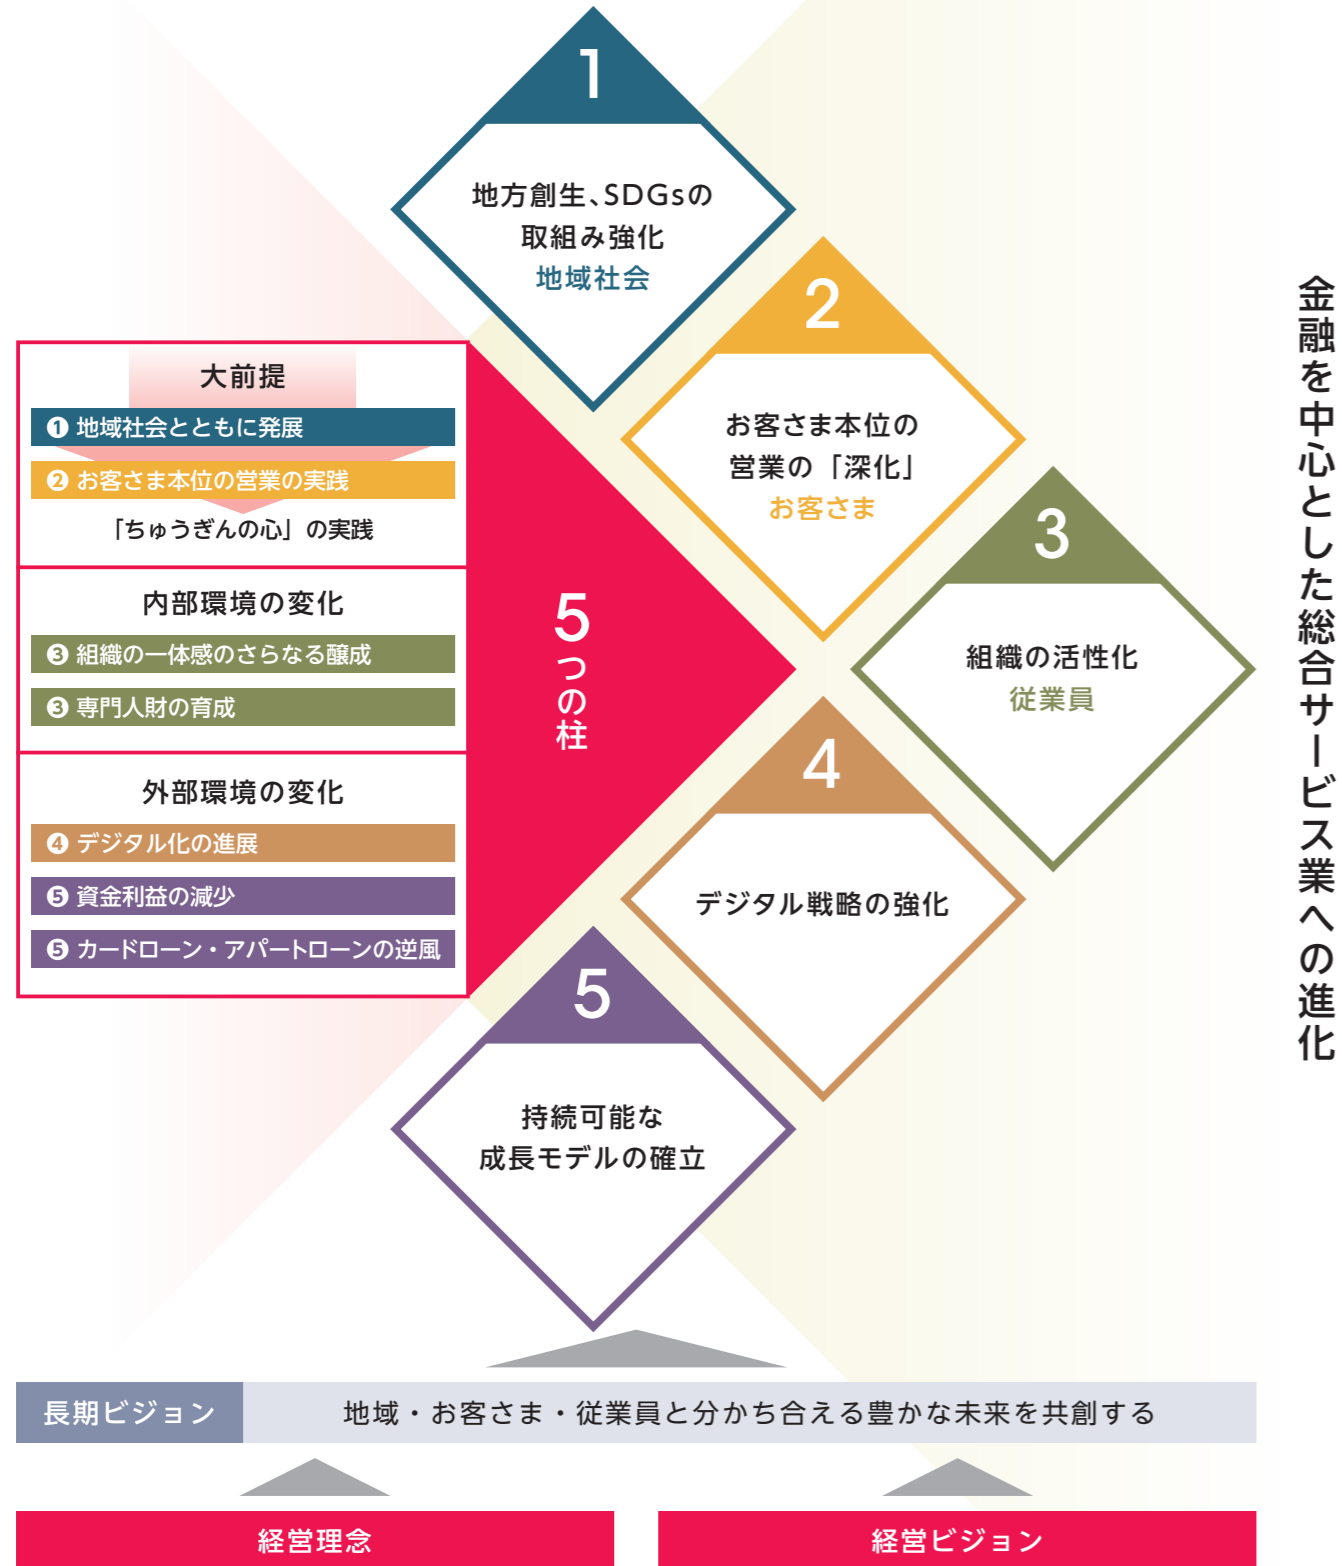 1
地方創生、SDGsの
取組み強化
地域社会
2
お客さま本位の
営業の「深化」
お客さま
3
組織の活性化
従業員
4
デジタル戦略の強化
5
持続可能な
成長モデルの確立
大前提
❶ 地域社会とともに発展
❷ お客さま本位の営業の実践
「ちゅうぎんの心」の実践
内部環境の変化
❸ 組織の一体感のさらなる醸成
❸ 専門人財の育成
外部環境の変化
❹ デジタル化の進展
❺ 資金利益の減少
❺ カードローン・アパートローンの逆風
5つの柱
金融を中心とした総合サービス業への進化
長期ビジョン
地域・お客さま・従業員と分かち合える豊かな未来を共創する
経営理念
経営ビジョン